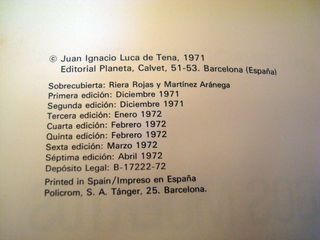 © Juan Ignacio Luca de Tena, 1971
Editorial Planeta, Calvet, 51-53. Barcelona (España)
Sobrecubierta: Riera Rojas y Martínez Aránega
Primera edición: Diciembre 1971
Segunda edición: Diciembre 1971
Tercera edición: Enero 1972
Cuarta edición: Febrero 1972
Quinta edición: Febrero 1972
Sexta edición: Marzo 1972
Séptima edición: Abril 1972
Depósito Legal: B-17222-72
Printed in Spain/Impreso en España
Policrom, S. A. Tánger, 25. Barcelona.